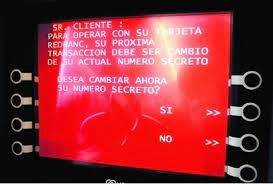 SR. CLIENTE :
PARA OPERAR CON SU TARJETA
REDBANC, SU PROXIMA
TRANSACCION DEBE SER CAMBIO
DE SU ACTUAL NUMERO SECRETO
DESEA CAMBIAR AHORA
SU NUMERO SECRETO?
SI >>
NO >>